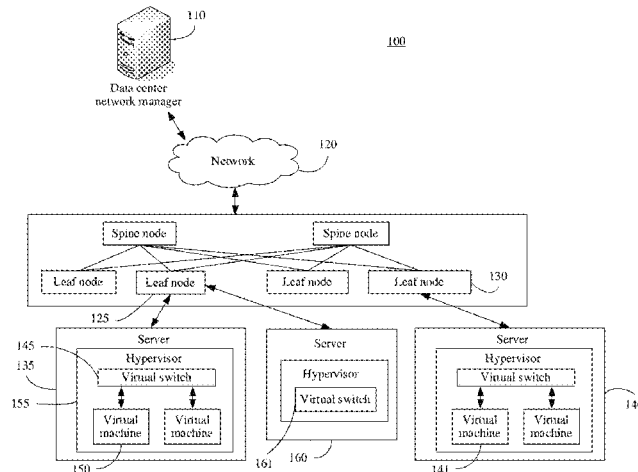 110
100
Data center
network manager
120
Network
Spine node
Spine node
Leaf node
Leaf node
Leaf node
Leaf node
130
125
Server
Server
Server
145
Hypervisor
Hypervisor
135
Virtual switch
Hypervisor
Virtual switch
155
Virtual switch
Virtual
machine
Virtual
machine
Virtual
machine
Virtual
machine
150
161
160
141